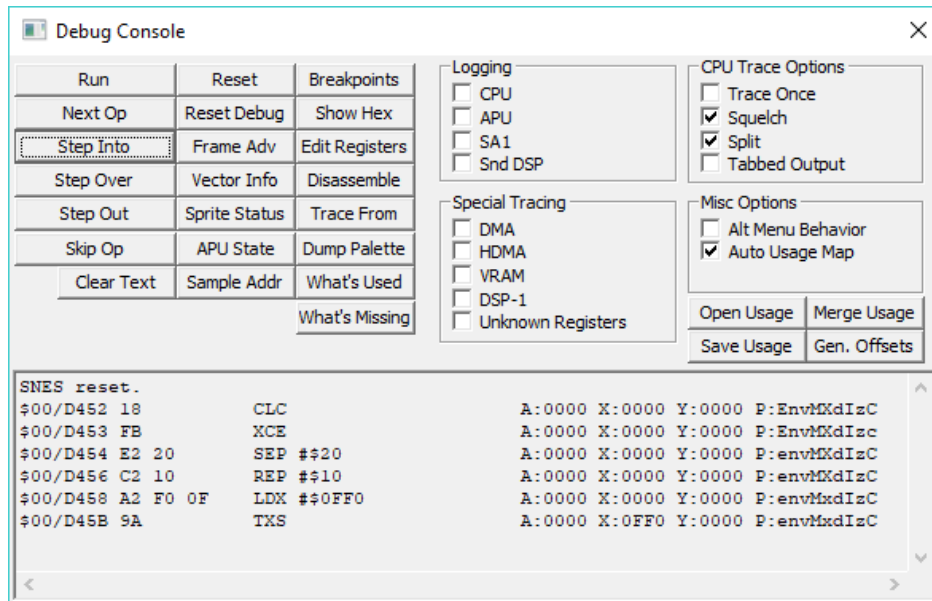 Debug Console
Run Reset Breakpoints
Next Op Reset Debug Show Hex
Step Into Frame Adv Edit Registers
Step Over Vector Info Disassemble
Step Out Sprite Status Trace From
Skip Op APU State Dump Palette
Clear Text Sample Addr What's Used
What's Missing
Logging
CPU
APU
SA1
Snd DSP
Special Tracing
DMA
HDMA
VRAM
DSP-1
Unknown Registers
CPU Trace Options
Trace Once
Squelch
Split
Tabbed Output
Misc Options
Alt Menu Behavior
Auto Usage Map
Open Usage Merge Usage
Save Usage Gen. Offsets
SNES reset.
$00/D452 18 CLC A:0000 X:0000 Y:0000 P:EnvMXdIzC
$00/D453 FB XCE A:0000 X:0000 Y:0000 P:EnvMXdIzc
$00/D454 E2 20 SEP #$20 A:0000 X:0000 Y:0000 P:envMXdIzC
$00/D456 C2 10 REP #$10 A:0000 X:0000 Y:0000 P:envMXdIzC
$00/D458 A2 F0 0F LDX #$0FF0 A:0000 X:0000 Y:0000 P:envMxdIzC
$00/D45B 9A TXS A:0000 X:0FF0 Y:0000 P:envMxdIzC